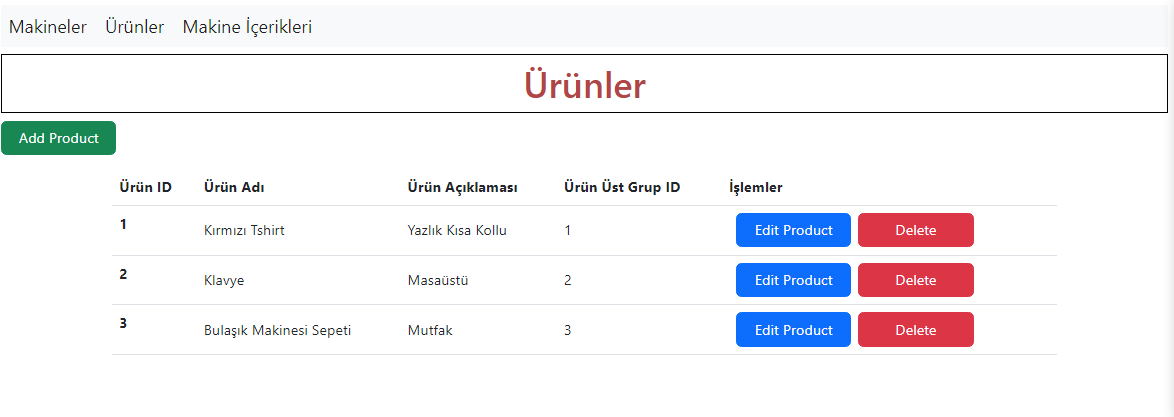 Makineler Ürünler Makine İçerikleri
Ürünler
Add Product
Ürün ID Ürün Adı Ürün Açıklaması Ürün Üst Grup ID İşlemler
1 Kırmızı Tshirt Yazlık Kısa Kollu 1 Edit Product Delete
2 Klavye Masaüstü 2 Edit Product Delete
3 Bulaşık Makinesi Sepeti Mutfak 3 Edit Product Delete